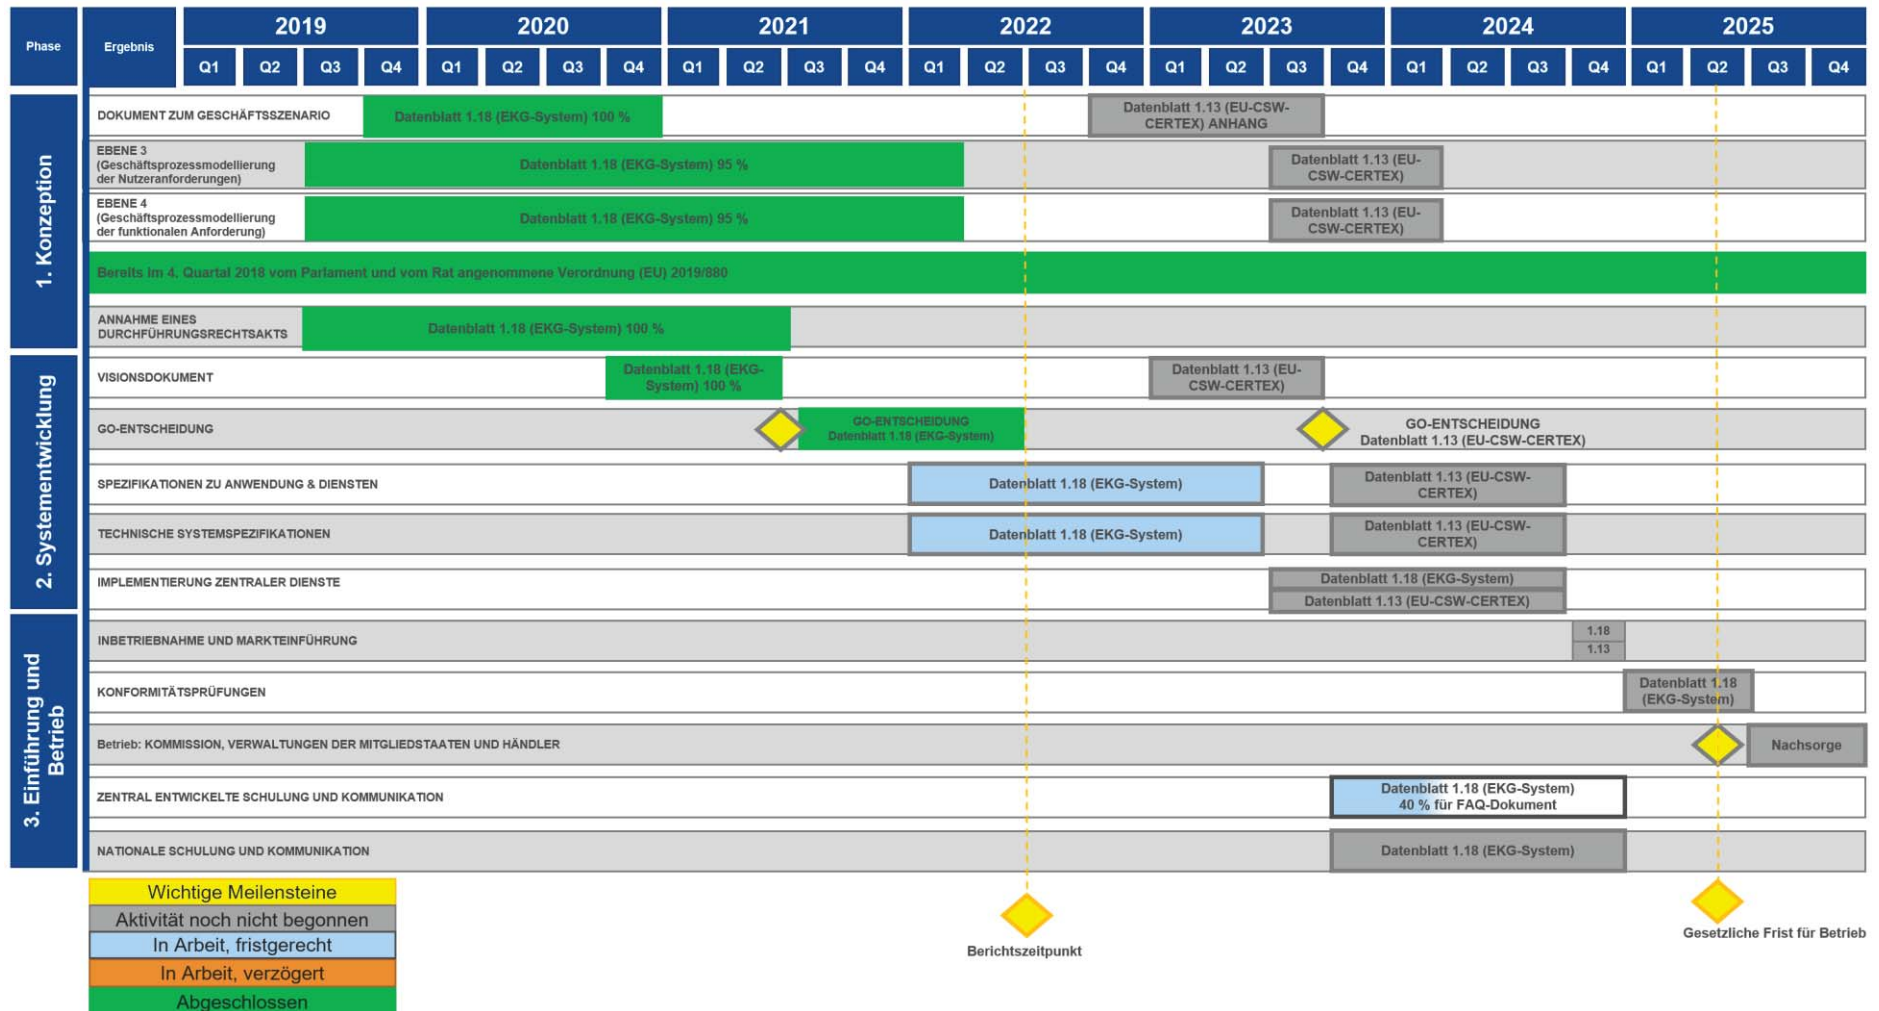 Phase
Ergebnis
2019
2020
2021
2022
2023
2024
2025
Q1 Q2 Q3 Q4 Q1 Q2 Q3 Q4 Q1 Q2 Q3 Q4 Q1 Q2 Q3 Q4 Q1 Q2 Q3 Q4 Q1 Q2 Q3 Q4 Q1 Q2 Q3 Q4
1. Konzeption
DOKUMENT ZUM GESCHÄFTSSZENARIO
Datenblatt 1.18 (EKG-System) 100 %
Datenblatt 1.13 (EU-CSW-
CERTEX) ANHANG
EBENE 3
(Geschäftsprozessmodellierung
der Nutzeranforderungen)
Datenblatt 1.18 (EKG-System) 95 %
Datenblatt 1.13 (EU-
CSW-CERTEX)
EBENE 4
(Geschäftsprozessmodellierung
der funktionalen Anforderung)
Datenblatt 1.18 (EKG-System) 95 %
Datenblatt 1.13 (EU-
CSW-CERTEX)
Bereits im 4. Quartal 2018 vom Parlament und vom Rat angenommene Verordnung (EU) 2019/880
ANNAHME EINES
DURCHFÜHRUNGSRECHTSAKTS
Datenblatt 1.18 (EKG-System) 100 %
2. Systementwicklung
VISIONSDOKUMENT
Datenblatt 1.18 (EKG-
System) 100 %
Datenblatt 1.13 (EU-
CSW-CERTEX)
GO-ENTSCHEIDUNG
GO-ENTSCHEIDUNG
Datenblatt 1.18 (EKG-System)
GO-ENTSCHEIDUNG
Datenblatt 1.13 (EU-CSW-CERTEX)
SPEZIFIKATIONEN ZU ANWENDUNG & DIENSTEN
Datenblatt 1.18 (EKG-System)
Datenblatt 1.13 (EU-CSW-
CERTEX)
TECHNISCHE SYSTEMSPEZIFIKATIONEN
Datenblatt 1.18 (EKG-System)
Datenblatt 1.13 (EU-CSW-
CERTEX)
IMPLEMENTIERUNG ZENTRALER DIENSTE
Datenblatt 1.18 (EKG-System)
Datenblatt 1.13 (EU-CSW-CERTEX)
3. Einführung und
Betrieb
INBETRIEBNAHME UND MARKTEINFÜHRUNG
1.18
1.13
KONFORMITÄTSPRÜFUNGEN
Datenblatt 1.18
(EKG-System)
Betrieb: KOMMISSION, VERWALTUNGEN DER MITGLIEDSTAATEN UND HÄNDLER
Nachsorge
ZENTRAL ENTWICKELTE SCHULUNG UND KOMMUNIKATION
Datenblatt 1.18 (EKG-System)
40 % für FAQ-Dokument
NATIONALE SCHULUNG UND KOMMUNIKATION
Datenblatt 1.18 (EKG-System)
Wichtige Meilensteine
Aktivität noch nicht begonnen
In Arbeit, fristgerecht
In Arbeit, verzögert
Abgeschlossen
Berichtszeitpunkt
Gesetzliche Frist für Betrieb